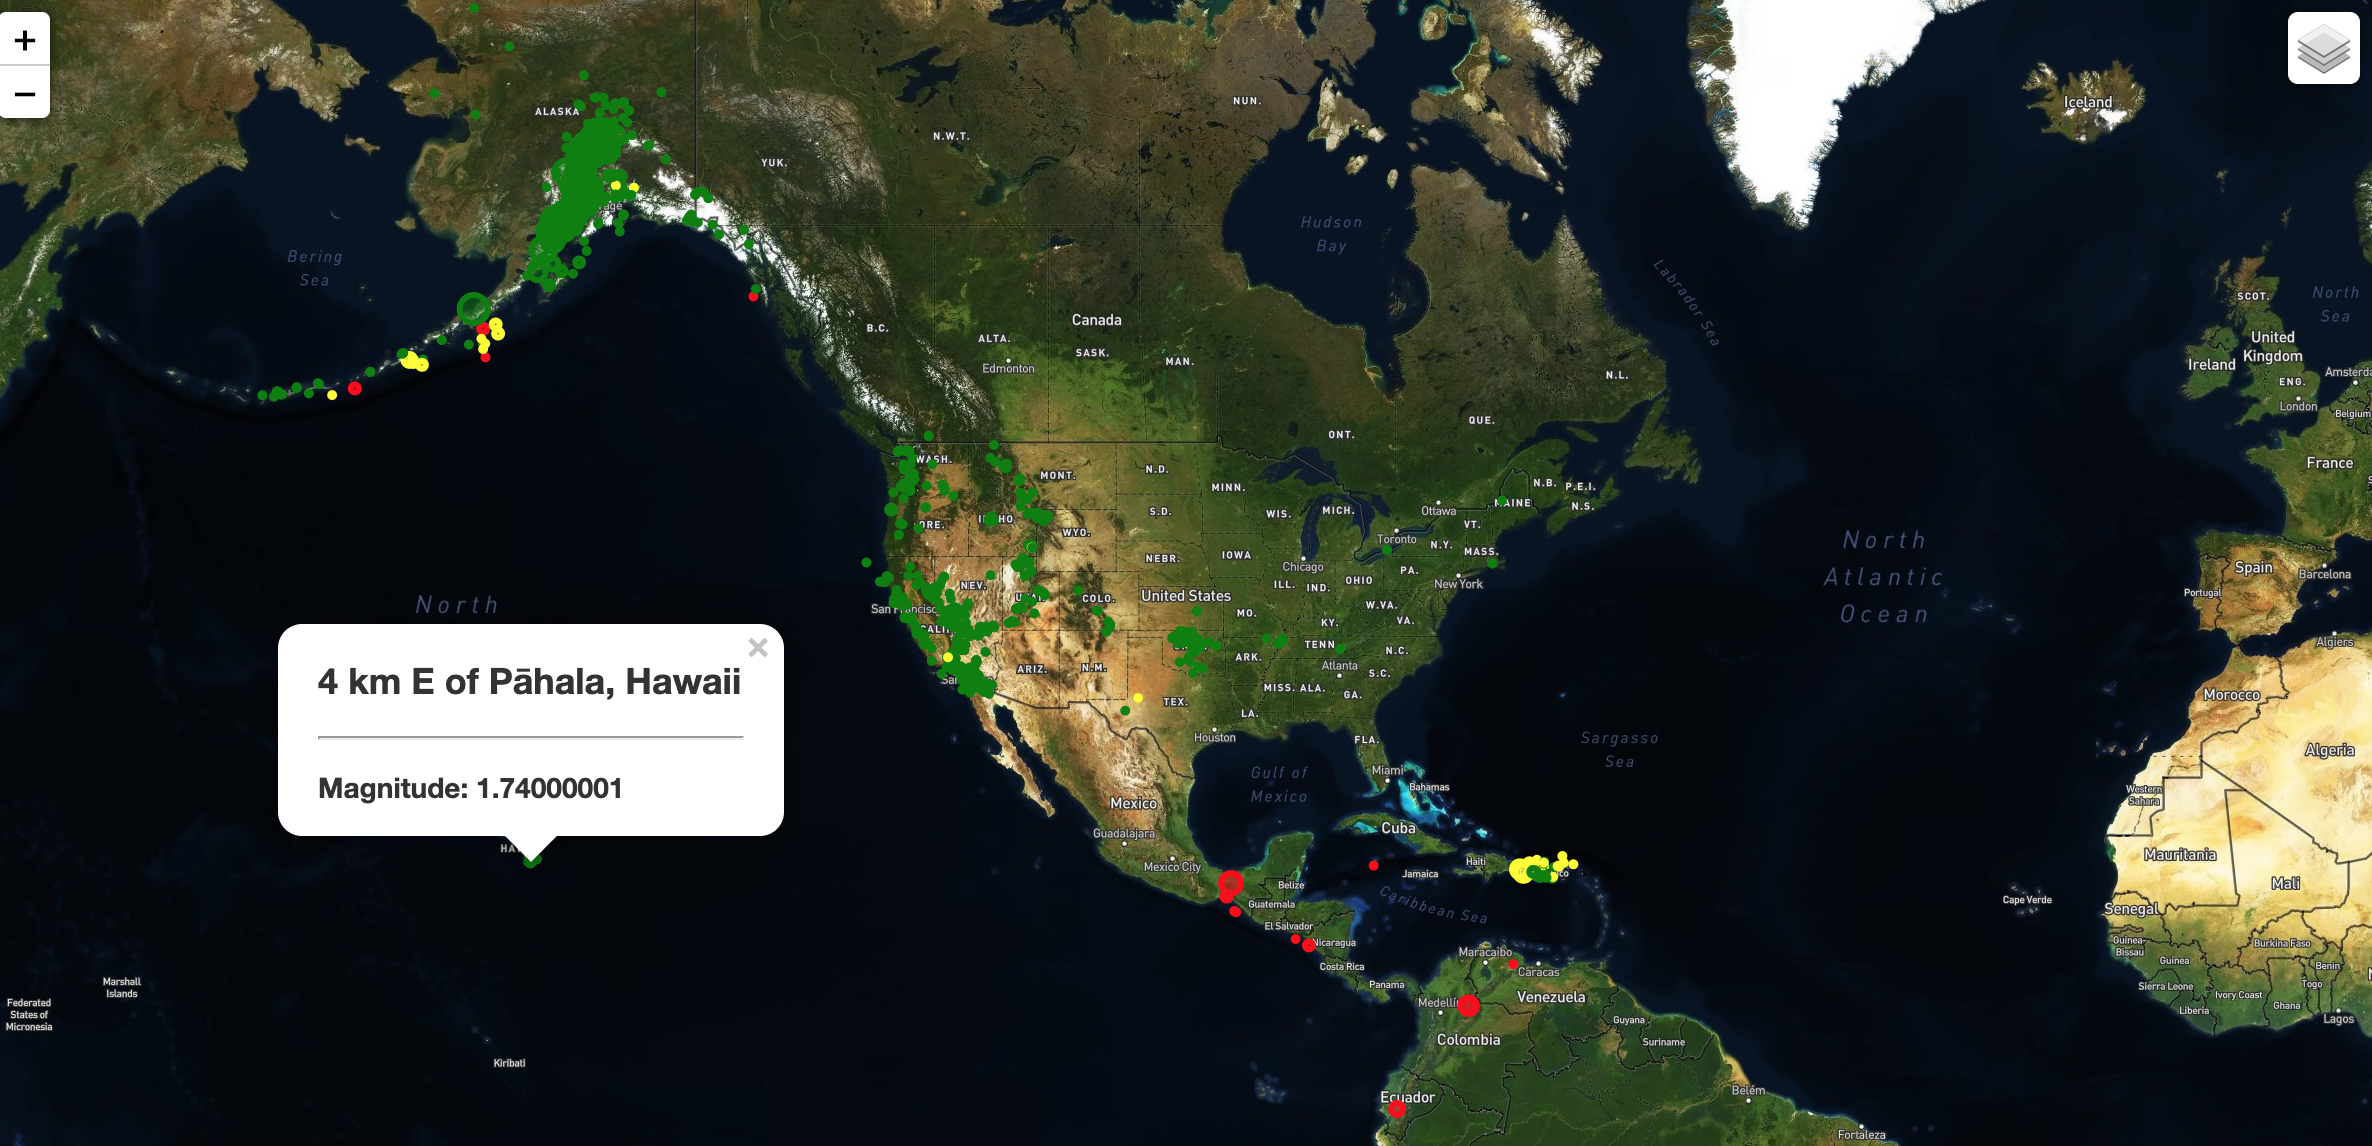 +
−
ALASKA
NUN.
Iceland
N.W.T.
YUK.
Hudson
Bay
Bering
Sea
Labrador Sea
SCOT.
North
Sea
Canada
B.C.
ALTA.
United
Kingdom
SASK.
MAN.
Ireland
Edmonton
N.L.
ENG.
London
Belgium
QUE.
ONT.
WASH.
France
MONT.
N.D.
MINN.
N.B.
P.E.I.
MAINE
N.S.
S.D.
WIS.
MICH.
Ottawa
ORE.
VT.
WYO.
Toronto
N.Y.
MASS.
North
Atlantic
Ocean
NEBR.
IOWA
Chicago
PA.
Spain
Barcelona
NEV.
ILL.
IND.
OHIO
New York
Portugal
COLO.
United States
North
San Francisco
MO.
W.VA.
VA.
KY.
Algiers
TENN
N.C.
ARK.
ARIZ.
N.M.
Atlanta
S.C.
MISS.
ALA.
GA.
Morocco
TEX.
LA.
Houston
FLA.
Sargasso
Sea
Algeria
4 km E of Pāhala, Hawaii
×
Magnitude: 1.74000001
Gulf of
Mexico
Miami
Bahamas
Western
Sahara
Mexico
Guadalajara
Cuba
Mexico City
Haiti
Jamaica
Mauritania
Mali
Belize
Guatemala
Caribbean Sea
Cape Verde
Senegal
El Salvador
Nicaragua
Guinea-
Bissau
Burkina Faso
Maracaibo
Caracas
Costa Rica
Guinea
Benin
Panama
Marshall
Islands
Sierra Leone
Ivory Coast
Togo
Ghana
Liberia
Lagos
Federated
States of
Micronesia
Venezuela
Guyana
Colombia
Suriname
Kiribati
Ecuador
Belém
Fortaleza